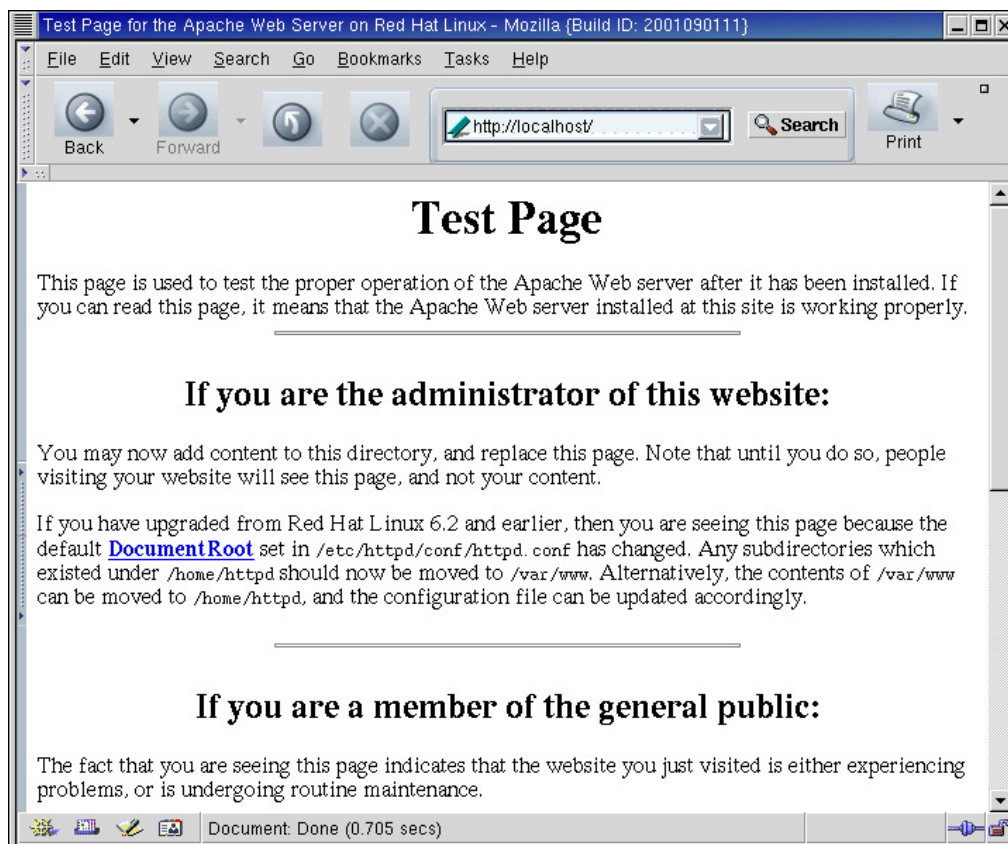 Test Page for the Apache Web Server on Red Hat Linux - Mozilla {Build ID: 2001090111}
File Edit View Search Go Bookmarks Tasks Help
http://localhost/
Search
Back
Forward
Print
Test Page
This page is used to test the proper operation of the Apache Web server after it has been installed. If
you can read this page, it means that the Apache Web server installed at this site is working properly.
If you are the administrator of this website:
You may now add content to this directory, and replace this page. Note that until you do so, people
visiting your website will see this page, and not your content.
If you have upgraded from Red Hat Linux 6.2 and earlier, then you are seeing this page because the
default DocumentRoot set in /etc/httpd/conf/httpd.conf has changed. Any subdirectories which
existed under /home/httpd should now be moved to /var/www. Alternatively, the contents of /var/www
can be moved to /home/httpd, and the configuration file can be updated accordingly.
If you are a member of the general public:
The fact that you are seeing this page indicates that the website you just visited is either experiencing
problems, or is undergoing routine maintenance.
Document: Done (0.705 secs)